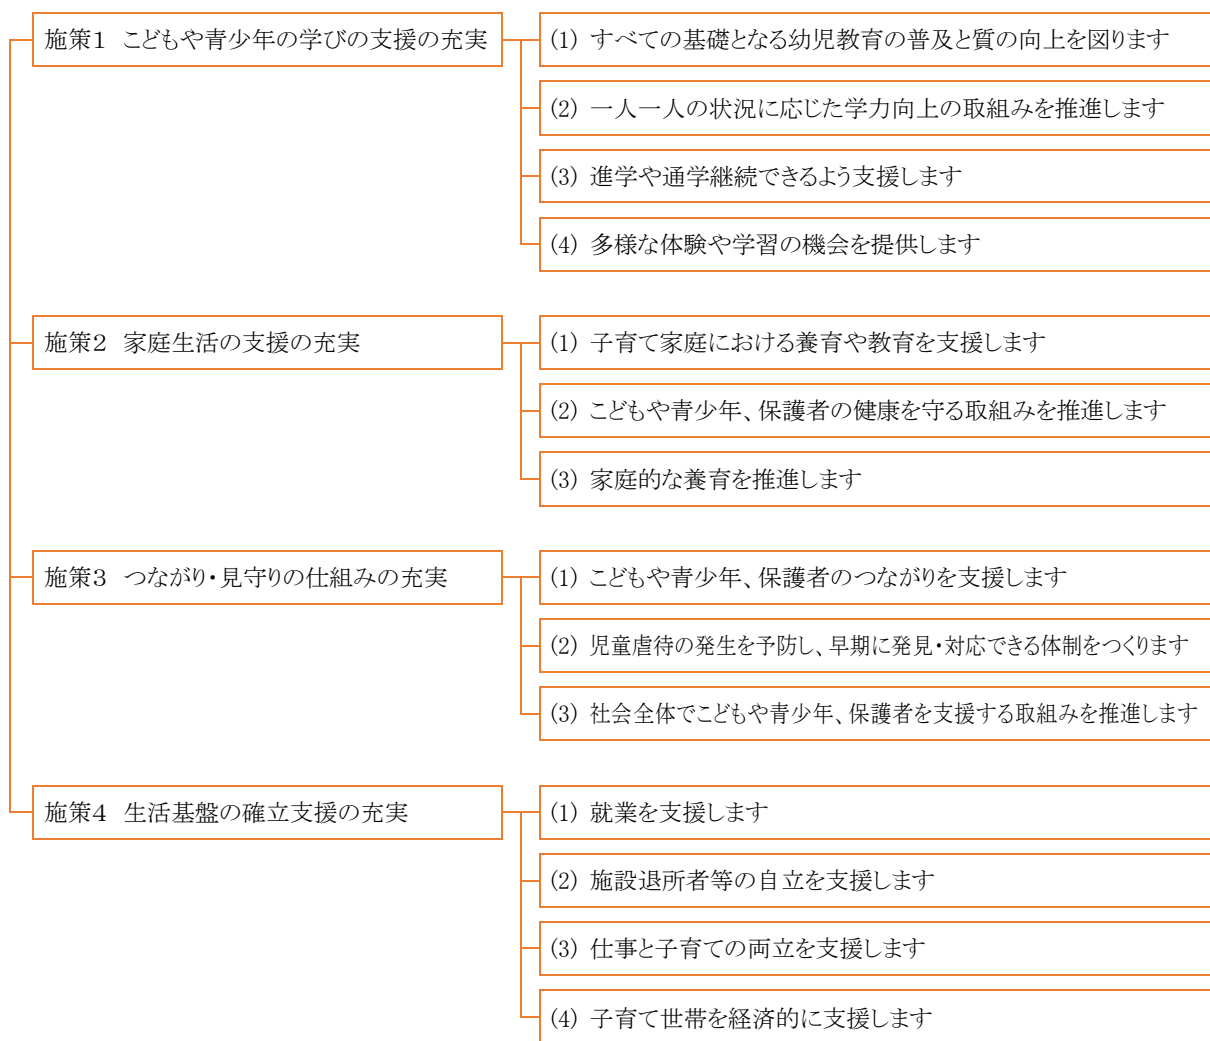 施策1 こどもや青少年の学びの支援の充実
(1) すべての基礎となる幼児教育の普及と質の向上を図ります
(2) 一人一人の状況に応じた学力向上の取組みを推進します
(3) 進学や通学継続できるよう支援します
(4) 多様な体験や学習の機会を提供します
施策2 家庭生活の支援の充実
(1) 子育て家庭における養育や教育を支援します
(2) こどもや青少年、保護者の健康を守る取組みを推進します
(3) 家庭的な養育を推進します
施策3 つながり・見守りの仕組みの充実
(1) こどもや青少年、保護者のつながりを支援します
(2) 児童虐待の発生を予防し、早期に発見・対応できる体制をつくります
(3) 社会全体でこどもや青少年、保護者を支援する取組みを推進します
施策4 生活基盤の確立支援の充実
(1) 就業を支援します
(2) 施設退所者等の自立を支援します
(3) 仕事と子育ての両立を支援します
(4) 子育て世帯を経済的に支援します